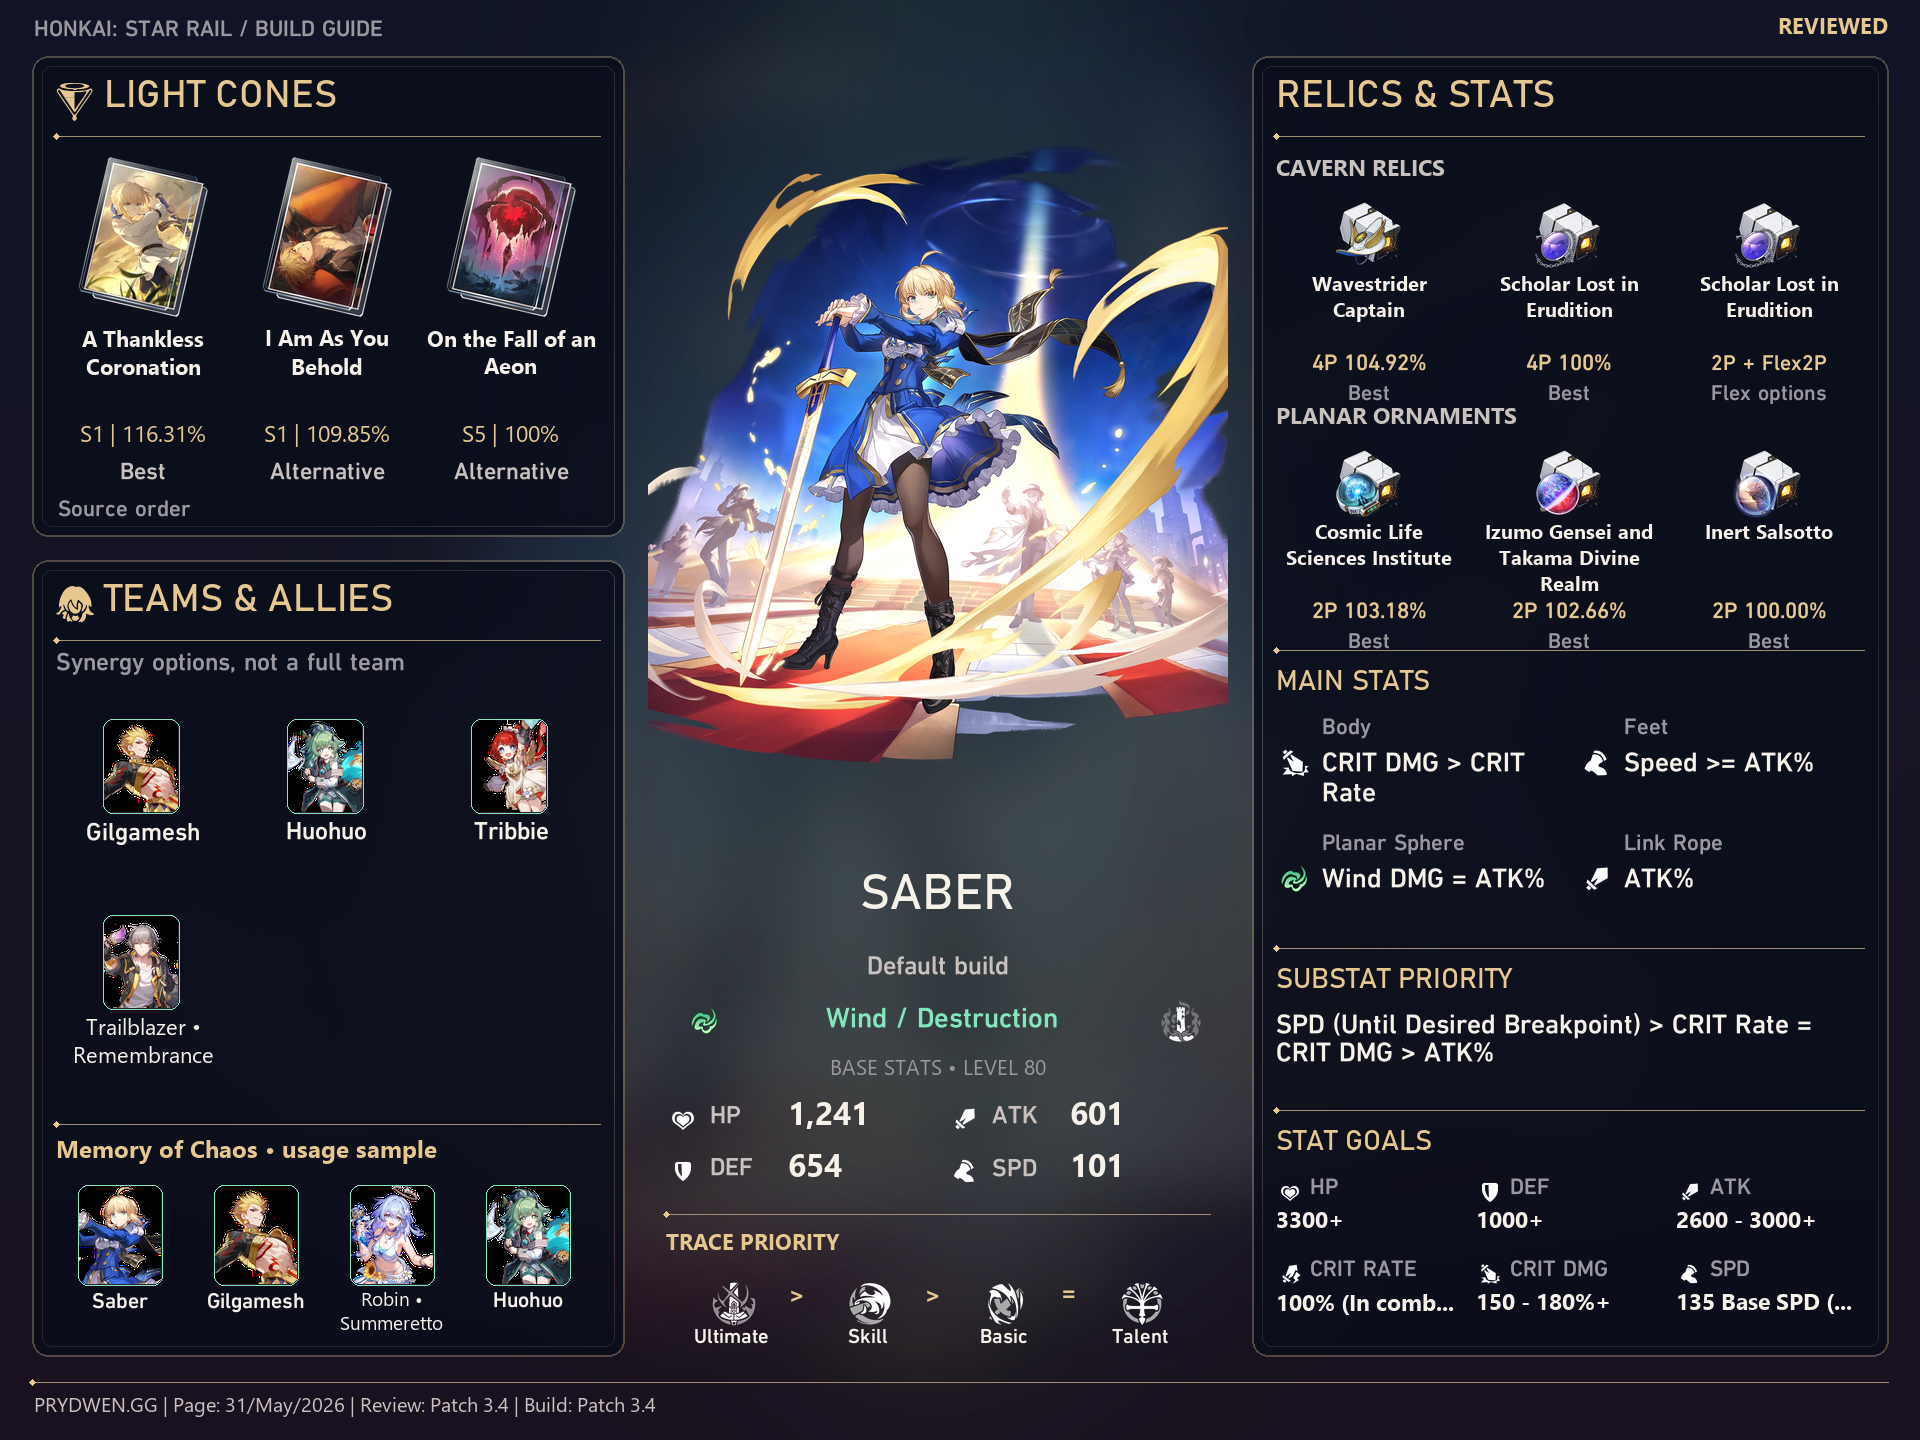 HONKAI: STAR RAIL / BUILD GUIDE
REVIEWED
LIGHT CONES
A Thankless Coronation
I Am As You Behold
On the Fall of an Aeon
S1 | 116.31%
S1 | 109.85%
S5 | 100%
Best
Alternative
Alternative
Source order
TEAMS & ALLIES
Synergy options, not a full team
Gilgamesh
Huohuo
Tribbie
Trailblazer •
Remembrance
Memory of Chaos • usage sample
Saber
Gilgamesh
Robin •
Summeretto
Huohuo
SABER
Default build
Wind / Destruction
BASE STATS • LEVEL 80
HP 1,241
ATK 601
DEF 654
SPD 101
TRACE PRIORITY
> > =
Ultimate
Skill
Basic
Talent
RELICS & STATS
CAVERN RELICS
Wavestrider Captain
Scholar Lost in Erudition
Scholar Lost in Erudition
4P 104.92%
4P 100%
2P + Flex2P
Best
Best
Flex options
PLANAR ORNAMENTS
Cosmic Life Sciences Institute
Izumo Gensei and Takama Divine Realm
Inert Salsotto
2P 103.18%
2P 102.66%
2P 100.00%
Best
Best
Best
MAIN STATS
Body
CRIT DMG > CRIT
Rate
Feet
Speed >= ATK%
Planar Sphere
Wind DMG = ATK%
Link Rope
ATK%
SUBSTAT PRIORITY
SPD (Until Desired Breakpoint) > CRIT Rate =
CRIT DMG > ATK%
STAT GOALS
HP
3300+
DEF
1000+
ATK
2600 - 3000+
CRIT RATE
100% (In comb...
CRIT DMG
150 - 180%+
SPD
135 Base SPD (...
PRYDWEN.GG | Page: 31/May/2026 | Review: Patch 3.4 | Build: Patch 3.4